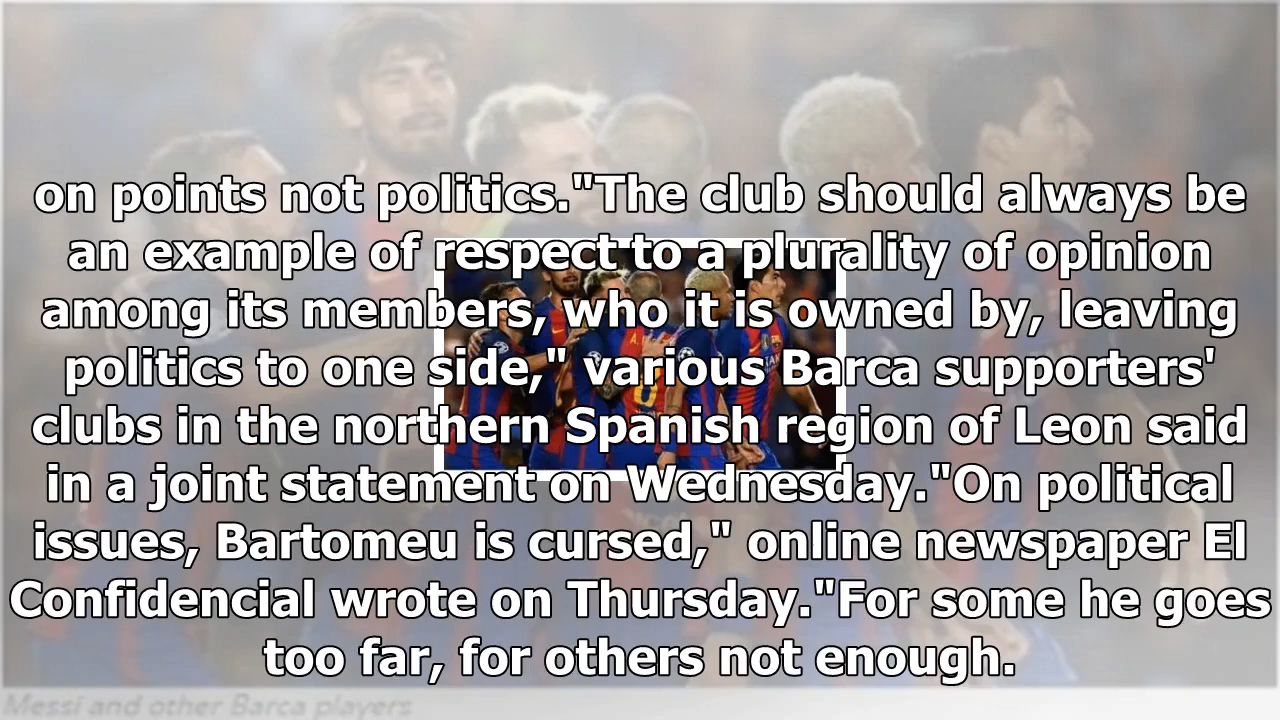 on points not politics."The club should always be
an example of respect to a plurality of opinion
among its members, who it is owned by, leaving
politics to one side," various Barca supporters'
clubs in the northern Spanish region of Leon said
in a joint statement on Wednesday."On political
issues, Bartomeu is cursed," online newspaper El
Confidencial wrote on Thursday."For some he goes
too far, for others not enough.
Messi and other Barca players